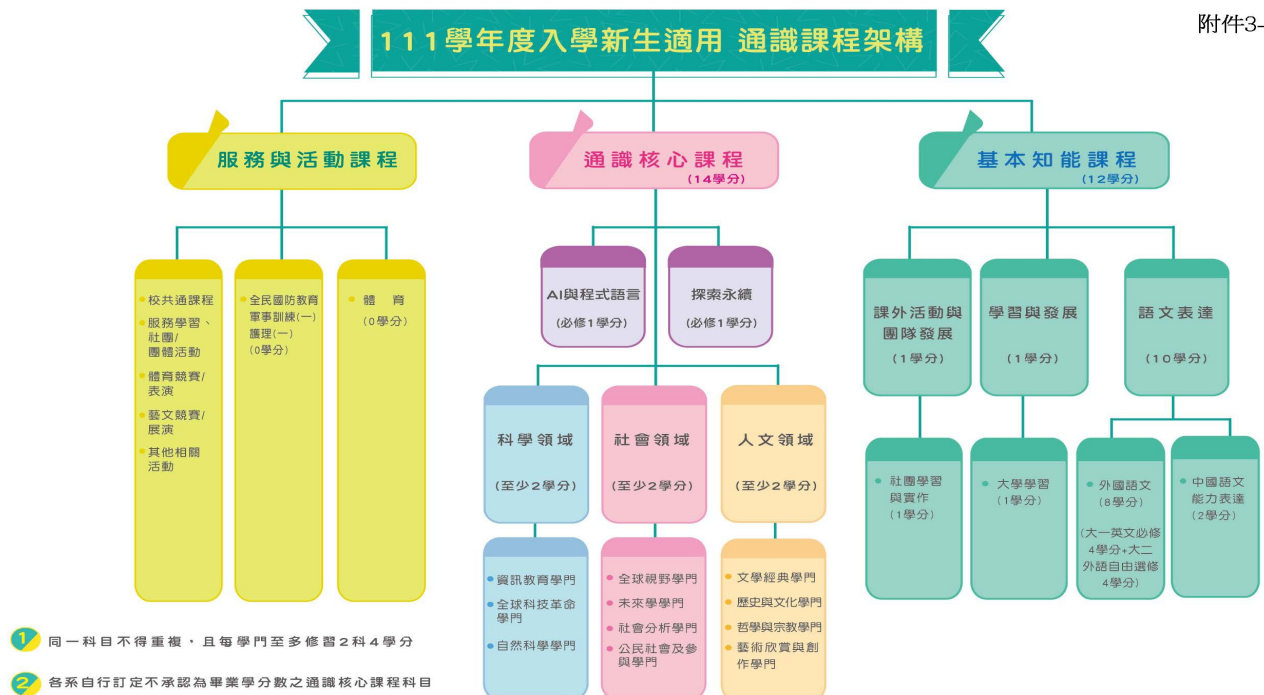 附件3-
111學年度入學新生適用 通識課程架構
服務與活動課程
校共通課程
服務學習、
社團/
團體活動
體育競賽/
表演
藝文競賽/
展演
其他相關
活動
全民國防教育
軍事訓練(一)
護理(一)
(0學分)
體 育
(0學分)
通識核心課程
(14學分)
AI與程式語言
(必修1學分)
探索永續
(必修1學分)
科學領域
(至少2學分)
資訊教育學門
全球科技革命
學門
自然科學學門
社會領域
(至少2學分)
全球視野學門
未來學學門
社會分析學門
公民社會及參
與學門
人文領域
(至少2學分)
文學經典學門
歷史與文化學門
哲學與宗教學門
藝術欣賞與創
作學門
基本知能課程
(12學分)
課外活動與
團隊發展
(1學分)
社團學習
與實作
(1學分)
學習與發展
(1學分)
大學學習
(1學分)
語文表達
(10學分)
外國語文
(8學分)
(大一英文必修
4學分+大二
外語自由選修
4學分)
中國語文
能力表達
(2學分)
1 同一科目不得重複，且每學門至多修習2科4學分
2 各系自行訂定不承認為畢業學分數之通識核心課程科目